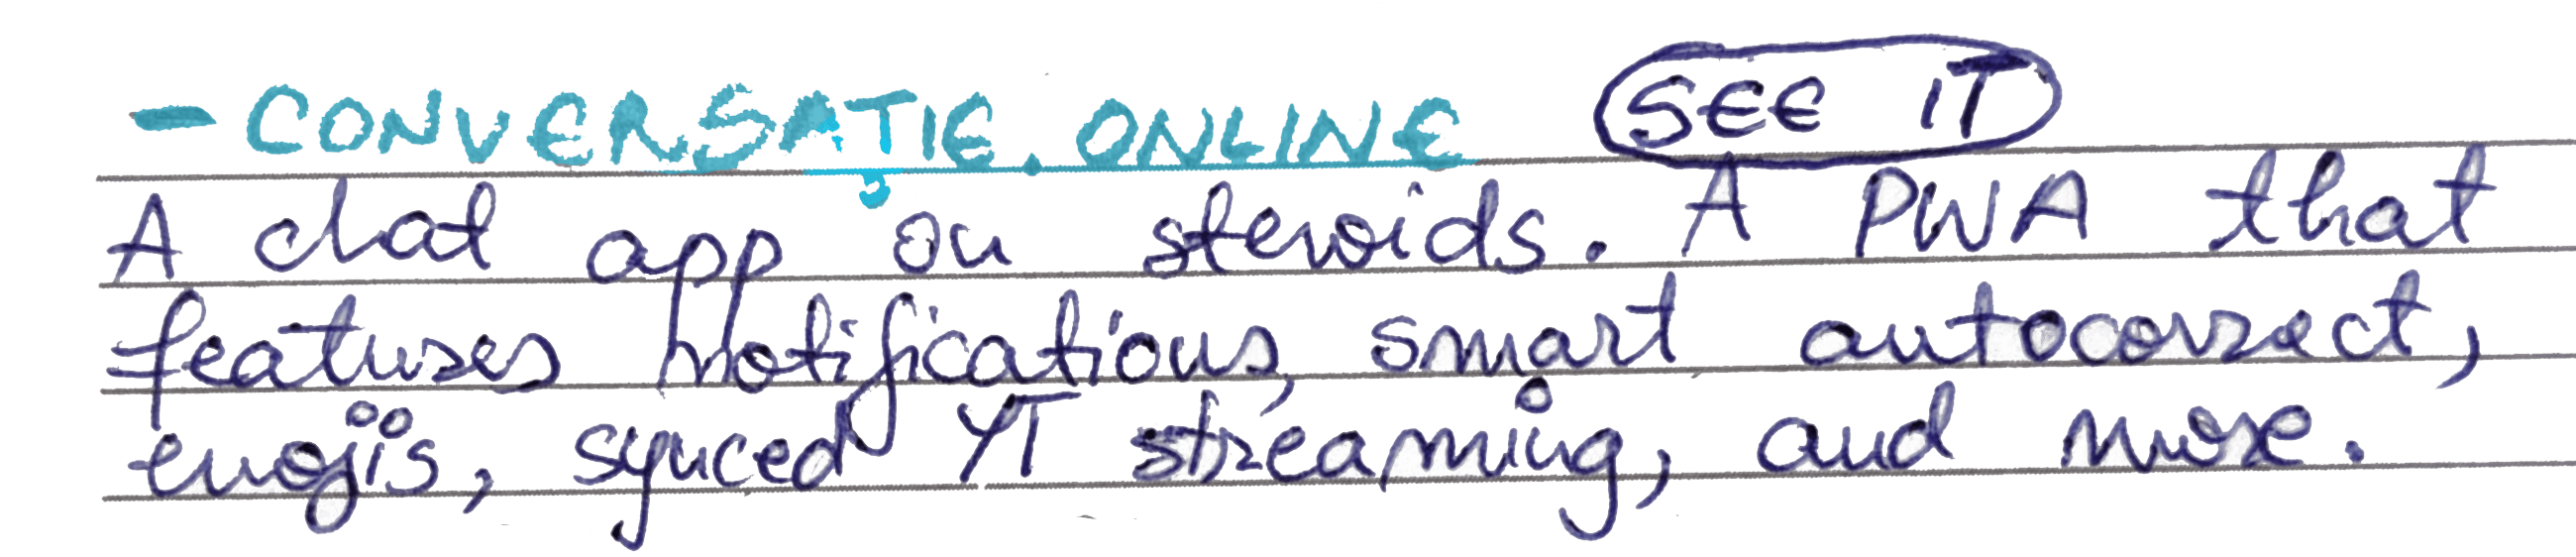 - CONVERSAȚIE.ONLINE SEE IT
A chat app on steroids. A PWA that
features notifications, smart autocorrect,
emojis, synced YT streaming, and more.